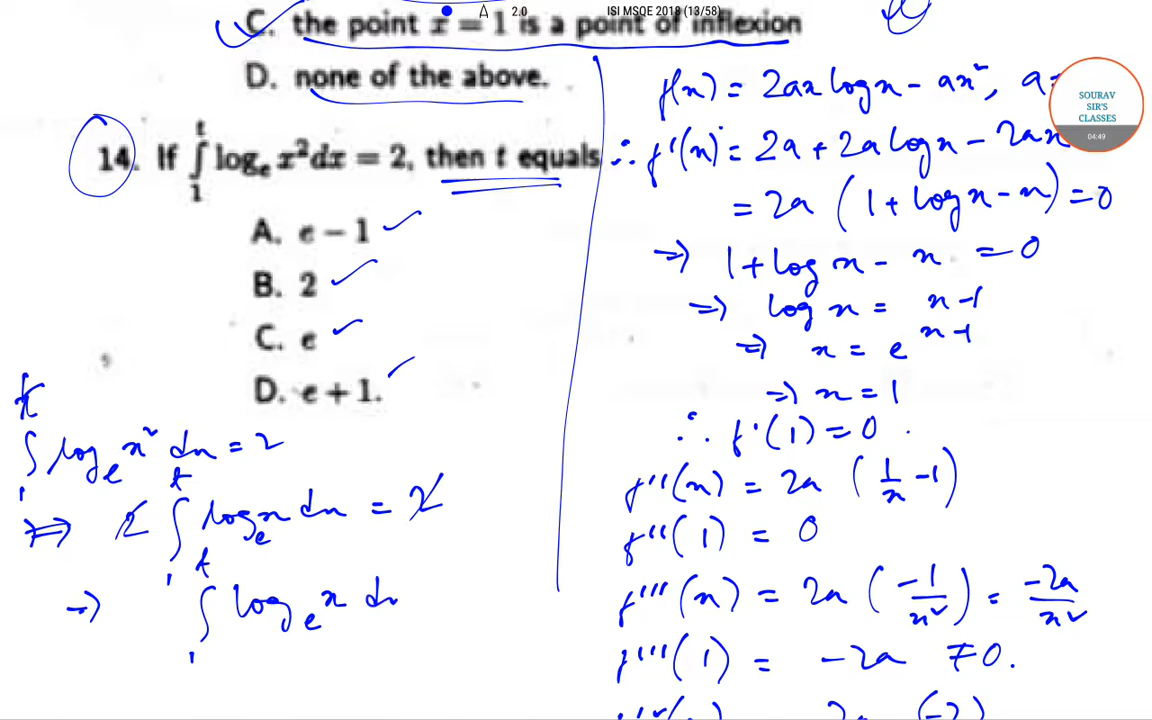 ISI MSQE 2018 (13/58)
2.0
C. the point x = 1 is a point of inflexion
D. none of the above.
14. If ∫₁ᵗ logₑ x² dx = 2, then t equals
A. e − 1
B. 2
C. e
D. e + 1.
∫₁ᵗ logₑ x² dx = 2
⇒ 2 ∫₁ᵗ logₑ x dx = 2
→ ∫₁ᵗ logₑ x dx
f(x) = 2ax log x − ax², a
SOURAV
SIR'S
CLASSES
04:49
∴ f'(x) = 2a + 2a log x − 2ax
= 2a (1 + log x − x) = 0
⇒ 1 + log x − x = 0
⇒ log x = x − 1
⇒ x = e^(x−1)
⇒ x = 1
∴ f'(1) = 0.
f''(x) = 2a (1/x − 1)
f''(1) = 0
f'''(x) = 2a (−1/x²) = −2a/x²
f'''(1) = −2a ≠ 0.